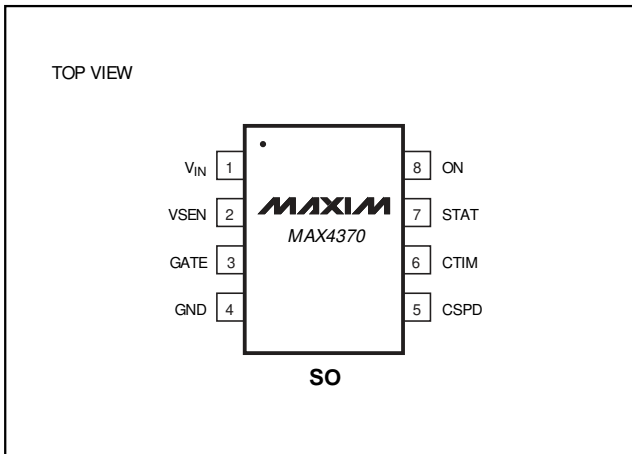 TOP VIEW
VIN 1
VSEN 2
GATE 3
GND 4
MAXIM
MAX4370
8 ON
7 STAT
6 CTIM
5 CSPD
SO